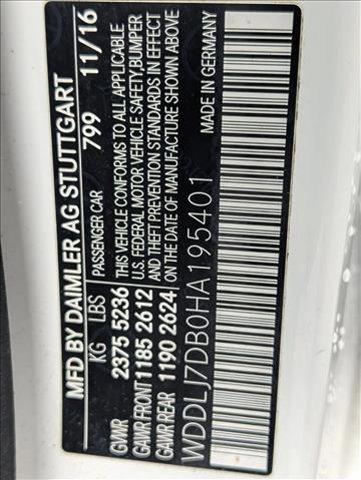 MFD BY DAIMLER AG STUTTGART
PASSENGER CAR 799 11/16
KG LBS
GVWR 2375 5236
GAWR FRONT 1185 2612
GAWR REAR 1190 2624
THIS VEHICLE CONFORMS TO ALL APPLICABLE
U.S. FEDERAL MOTOR VEHICLE SAFETY,BUMPER
AND THEFT PREVENTION STANDARDS IN EFFECT
ON THE DATE OF MANUFACTURE SHOWN ABOVE
WDDLJ7DB0HA195401
MADE IN GERMANY